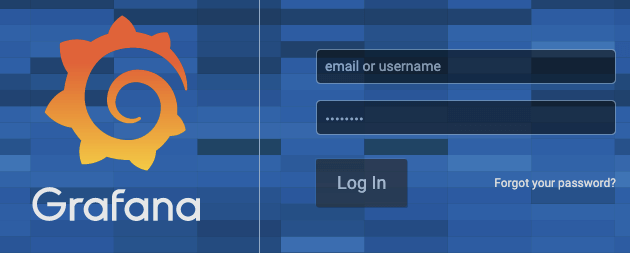 Grafana
email or username
••••••••
Log In
Forgot your password?